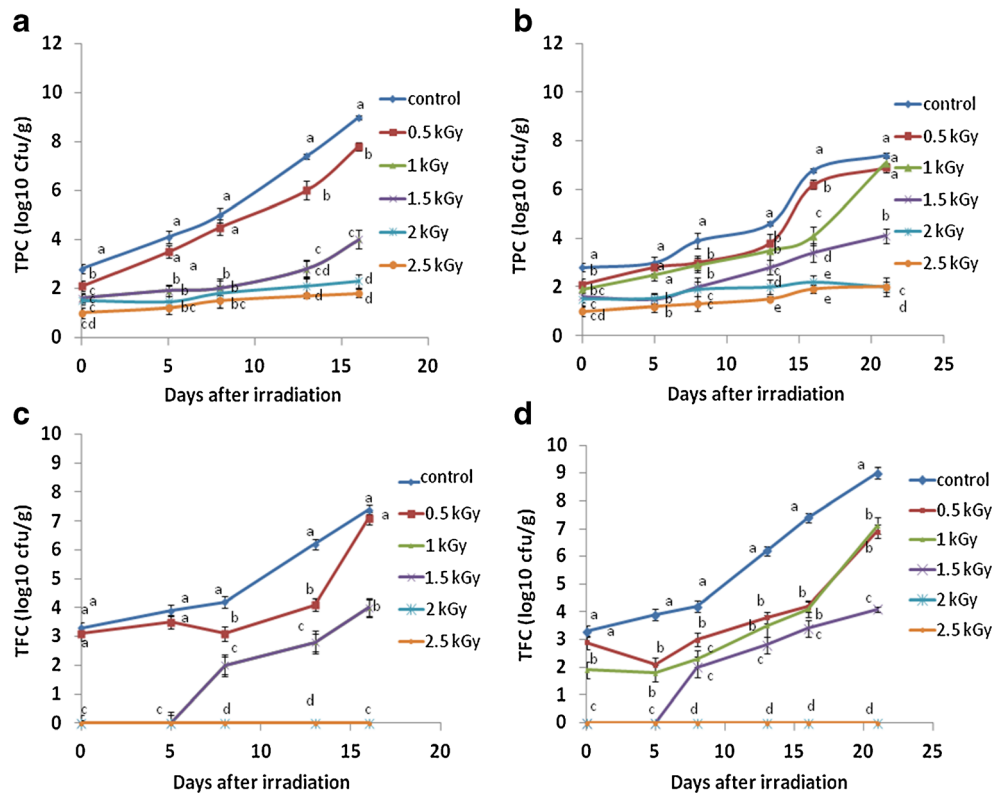 a
12
10
8
6
4
2
0
TPC (log10 Cfu/g)
0 5 10 15 20
Days after irradiation
control
0.5 kGy
1 kGy
1.5 kGy
2 kGy
2.5 kGy
a a a a a
b a a b b
c b b a c c
c c bc b bc cd d d
cd d
b
12
10
8
6
4
2
0
TPC (log10 Cfu/g)
0 5 10 15 20 25
Days after irradiation
control
0.5 kGy
1 kGy
1.5 kGy
2 kGy
2.5 kGy
a a a a a a
b a a b b a a
bc a a c c d b
c b b d e c
cd b c e d
c
10
9
8
7
6
5
4
3
2
1
0
TFC (log10 cfu/g)
0 5 10 15 20
Days after irradiation
control
0.5 kGy
1 kGy
1.5 kGy
2 kGy
2.5 kGy
a a a a a
a a b b a
c c b
c c d d c
d
10
9
8
7
6
5
4
3
2
1
0
TFC (log10 cfu/g)
0 5 10 15 20 25
Days after irradiation
control
0.5 kGy
1 kGy
1.5 kGy
2 kGy
2.5 kGy
a a a a a a
a b c b b b
b b c c b b c
c c d d d d